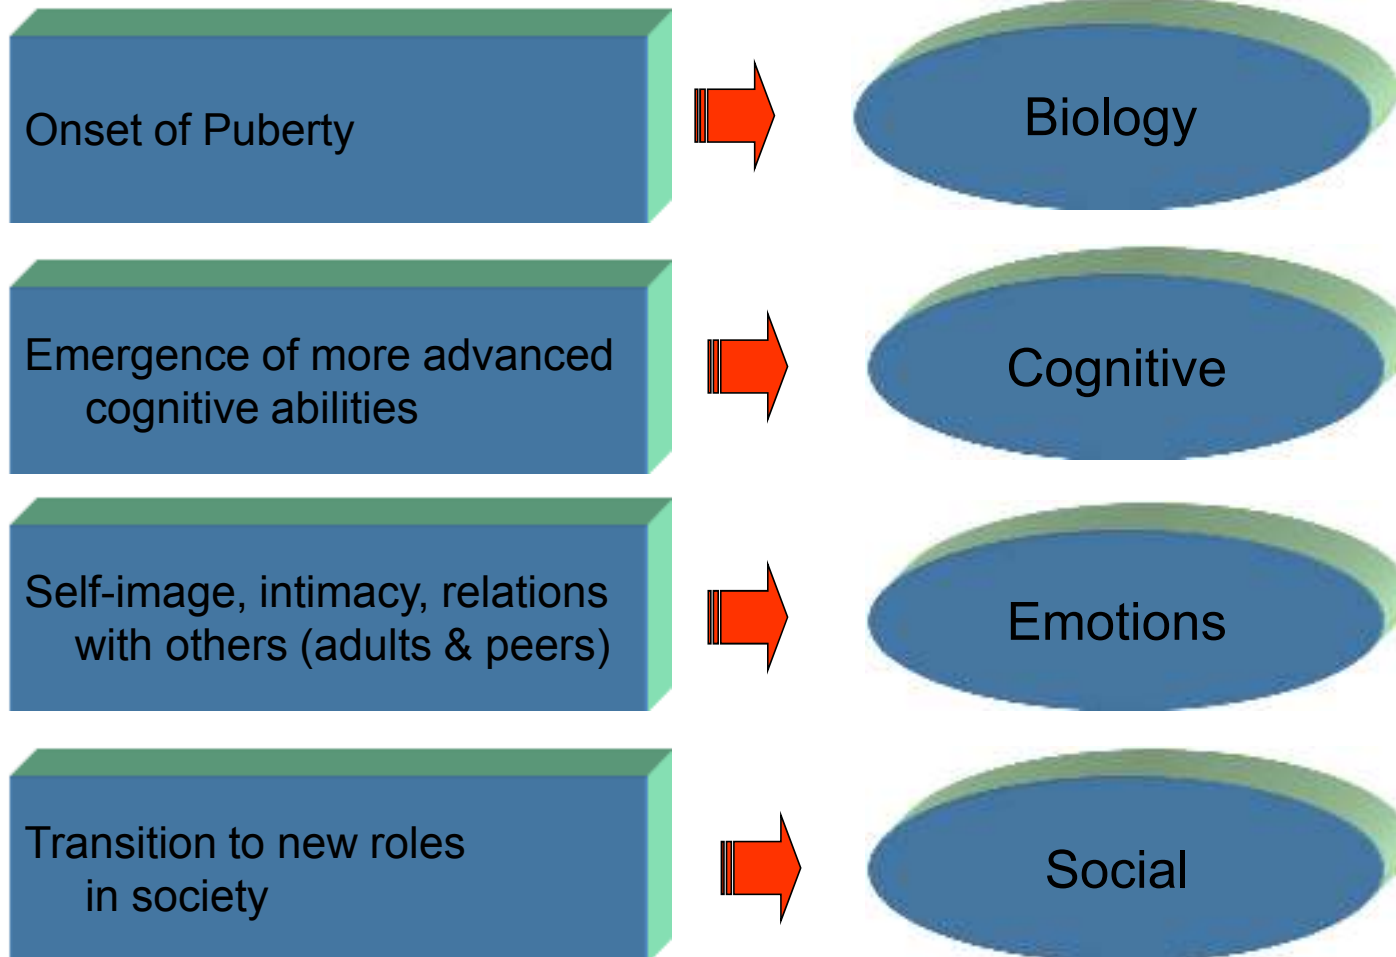 Onset of Puberty
Biology
Emergence of more advanced
cognitive abilities
Cognitive
Self-image, intimacy, relations
with others (adults & peers)
Emotions
Transition to new roles
in society
Social